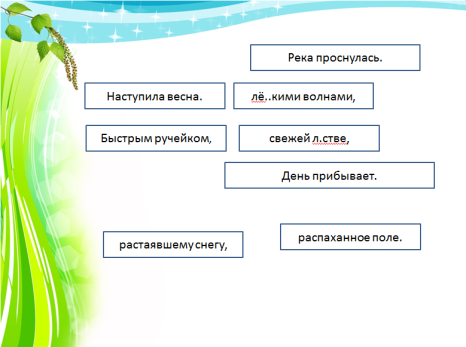 Река проснулась.
Наступила весна.
лё..кими волнами,
Быстрым ручейком,
свежей л.стве,
День прибывает.
растаявшему снегу,
распаханное поле.